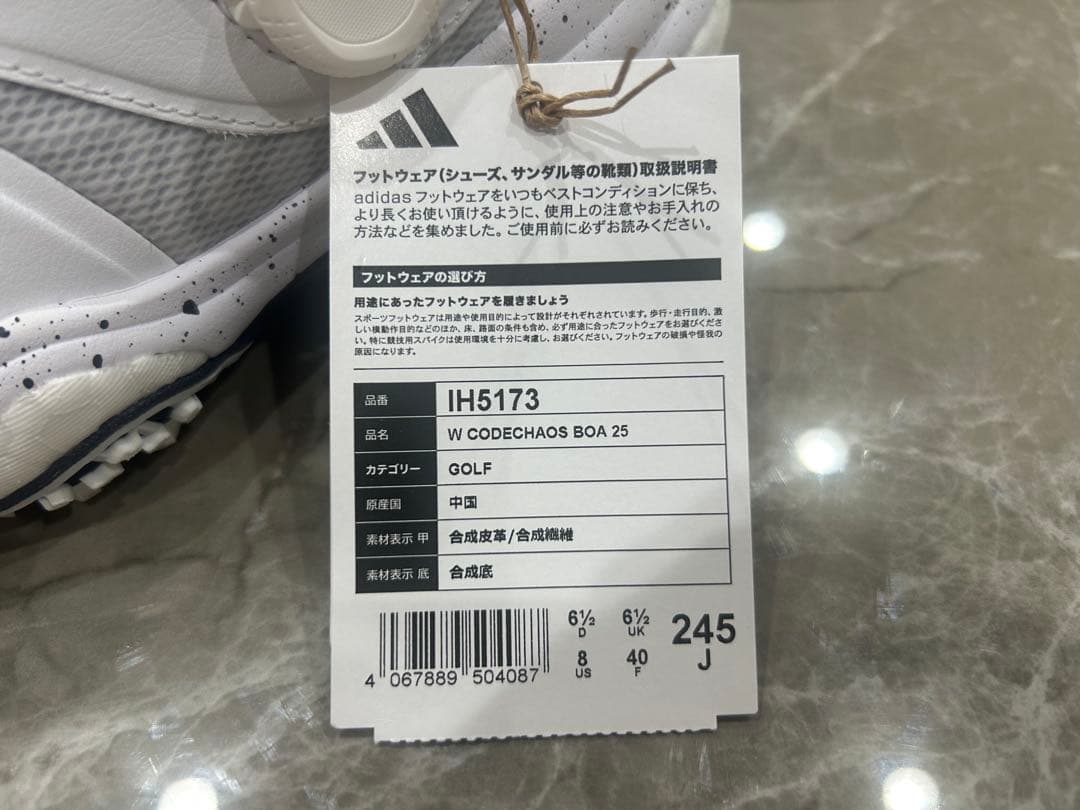 フットウェア(シューズ、サンダル等の靴類)取扱説明書
adidas フットウェアをいつもベストコンディションに保ち、
より長くお使い頂けるように、使用上の注意やお手入れの
方法などを集めました。ご使用前に必ずお読みください。
フットウェアの選び方
用途にあったフットウェアを履きましょう
スポーツフットウェアは用途や使用目的によって設計がそれぞれされています。歩行・走行目的、激
しい横動作目的などのほか、床、路面の条件も含め、必ず用途に合ったフットウェアをお選びくださ
い。特に競技用スパイクは使用環境を十分に考慮し、お選びください。フットウェアの破損や怪我の
原因になります。
品番 IH5173
品名 W CODECHAOS BOA 25
カテゴリー GOLF
原産国 中国
素材表示 甲 合成皮革/合成繊維
素材表示 底 合成底
6½ 6½ 245
D UK J
8 40
US F
4 067889 504087